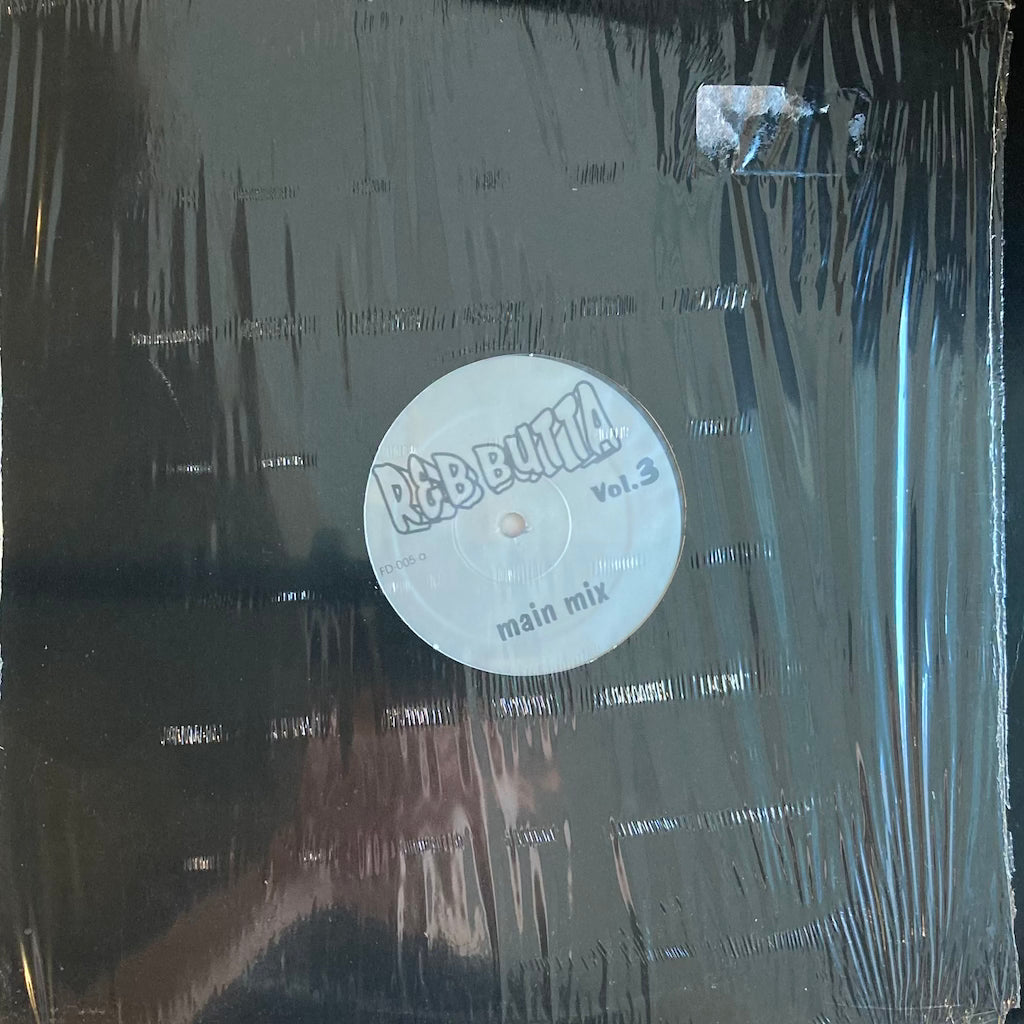 R&B BUTTA
Vol.3
FD-005-a
main mix